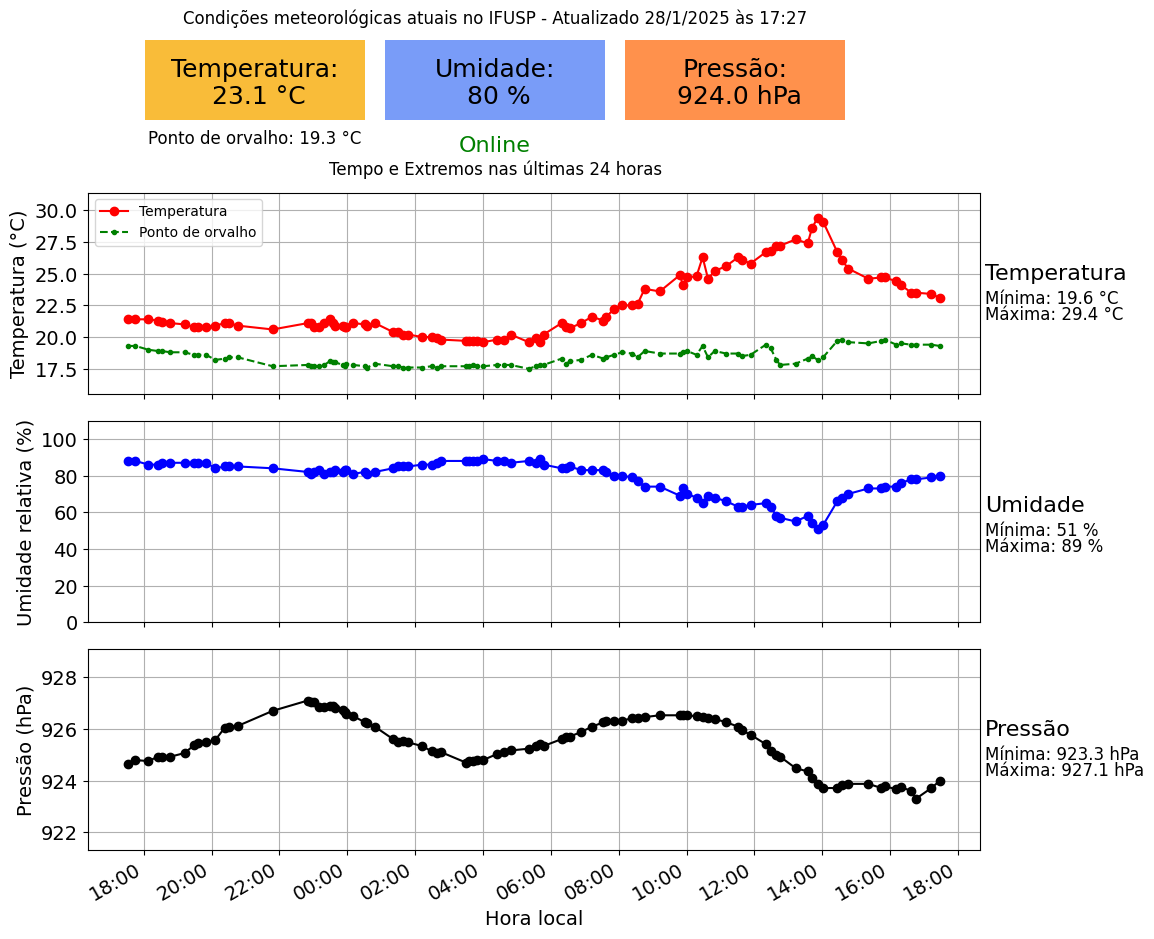 Condições meteorológicas atuais no IFUSP - Atualizado 28/1/2025 às 17:27
Temperatura:
23.1 °C
Umidade:
80 %
Pressão:
924.0 hPa
Ponto de orvalho: 19.3 °C
Online
Tempo e Extremos nas últimas 24 horas
Temperatura (°C)
30.0
27.5
25.0
22.5
20.0
17.5
Temperatura
Ponto de orvalho
Temperatura
Mínima: 19.6 °C
Máxima: 29.4 °C
Umidade relativa (%)
100
80
60
40
20
0
Umidade
Mínima: 51 %
Máxima: 89 %
Pressão (hPa)
928
926
924
922
Pressão
Mínima: 923.3 hPa
Máxima: 927.1 hPa
18:00 20:00 22:00 00:00 02:00 04:00 06:00 08:00 10:00 12:00 14:00 16:00 18:00
Hora local